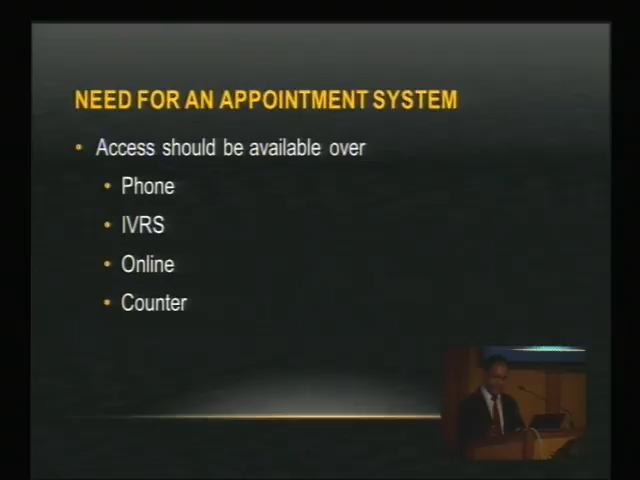 NEED FOR AN APPOINTMENT SYSTEM
• Access should be available over
• Phone
• IVRS
• Online
• Counter